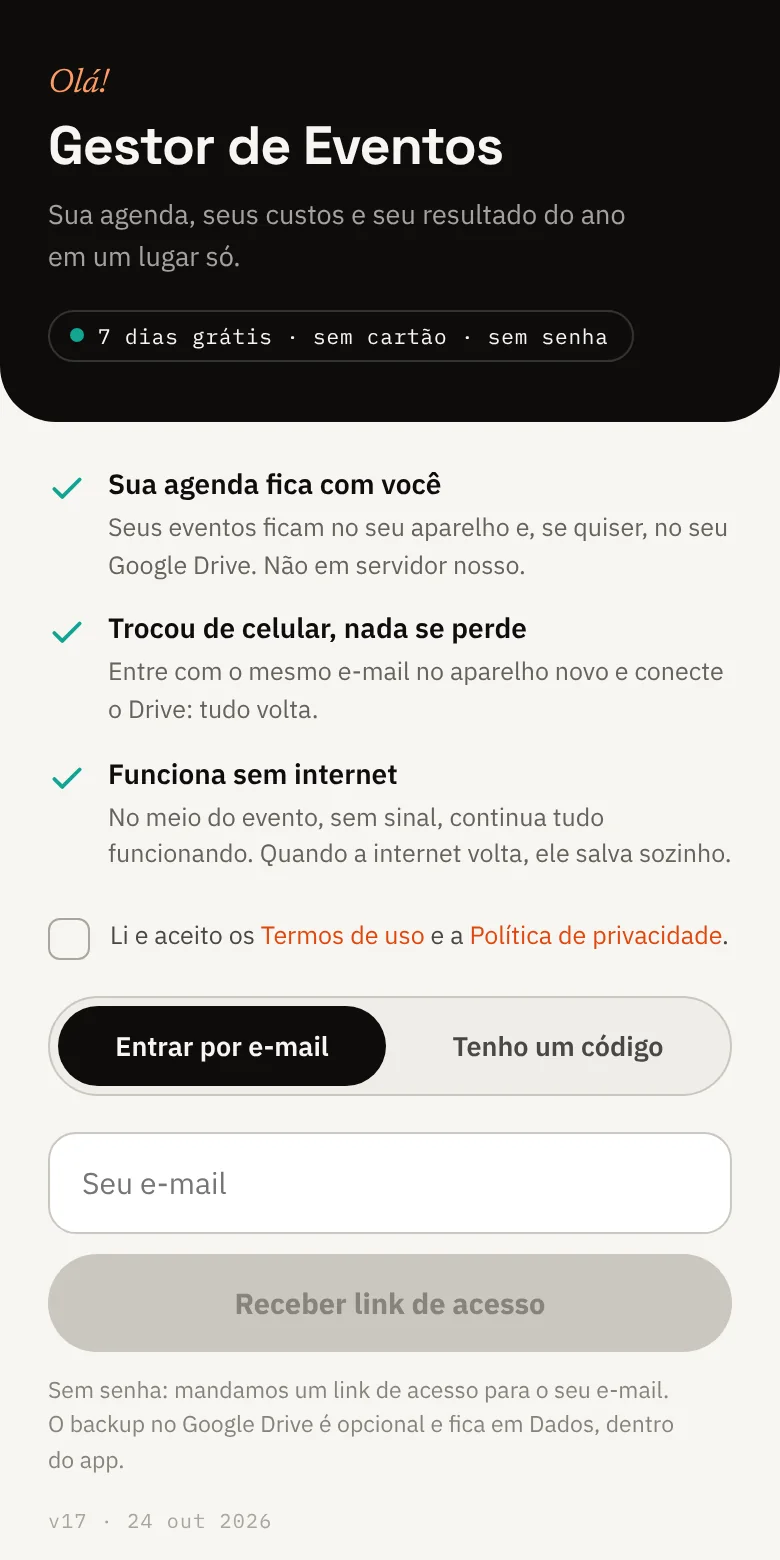 Olá!
Gestor de Eventos
Sua agenda, seus custos e seu resultado do ano
em um lugar só.
7 dias grátis · sem cartão · sem senha
Sua agenda fica com você
Seus eventos ficam no seu aparelho e, se quiser, no seu
Google Drive. Não em servidor nosso.
Trocou de celular, nada se perde
Entre com o mesmo e-mail no aparelho novo e conecte
o Drive: tudo volta.
Funciona sem internet
No meio do evento, sem sinal, continua tudo
funcionando. Quando a internet volta, ele salva sozinho.
Li e aceito os Termos de uso e a Política de privacidade.
Entrar por e-mail
Tenho um código
Seu e-mail
Receber link de acesso
Sem senha: mandamos um link de acesso para o seu e-mail.
O backup no Google Drive é opcional e fica em Dados, dentro
do app.
v17 · 24 out 2026